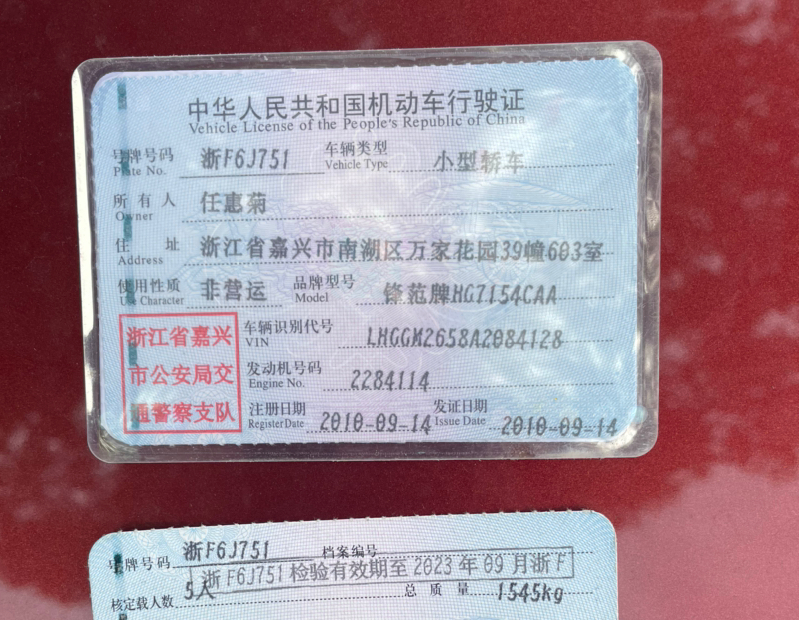 中华人民共和国机动车行驶证
Vehicle License of the People's Republic of China
号牌号码 浙F6J751 车辆类型 小型轿车
Plate No. Vehicle Type
所有人 任惠菊
Owner
住址 浙江省嘉兴市南湖区万家花园39幢603室
Address
使用性质 非营运 品牌型号 锋范牌HG7154CAA
Use Character Model
浙江省嘉兴
市公安局交
通警察支队
车辆识别代号 LHGGM2658A2084128
VIN
发动机号码 2284114
Engine No.
注册日期 2010-09-14 发证日期 2010-09-14
Register Date Issue Date
号牌号码 浙F6J751 档案编号
浙F6J751 检验有效期至 2023 年 09 月浙F
核定载人数 5人 总质量 1545kg